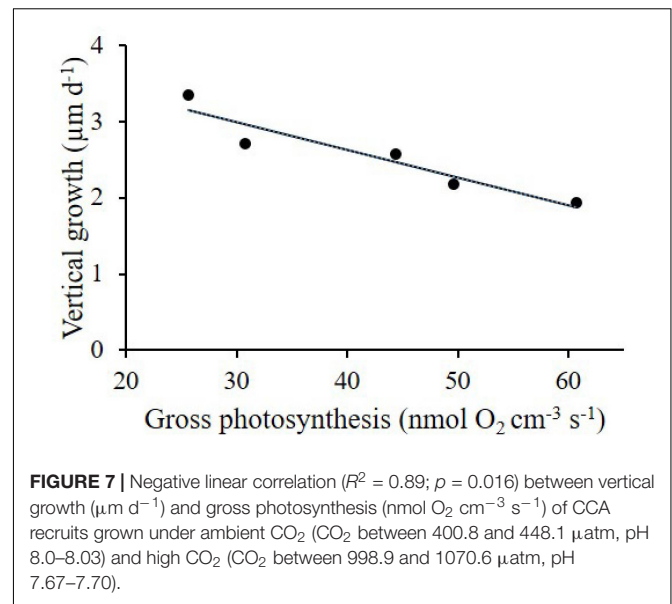 4
3
2
1
0
Vertical growth (µm d⁻¹)
20 30 40 50 60
Gross photosynthesis (nmol O₂ cm⁻³ s⁻¹)
FIGURE 7 | Negative linear correlation (R² = 0.89; p = 0.016) between vertical
growth (µm d⁻¹) and gross photosynthesis (nmol O₂ cm⁻³ s⁻¹) of CCA
recruits grown under ambient CO₂ (CO₂ between 400.8 and 448.1 µatm, pH
8.0–8.03) and high CO₂ (CO₂ between 998.9 and 1070.6 µatm, pH
7.67–7.70).